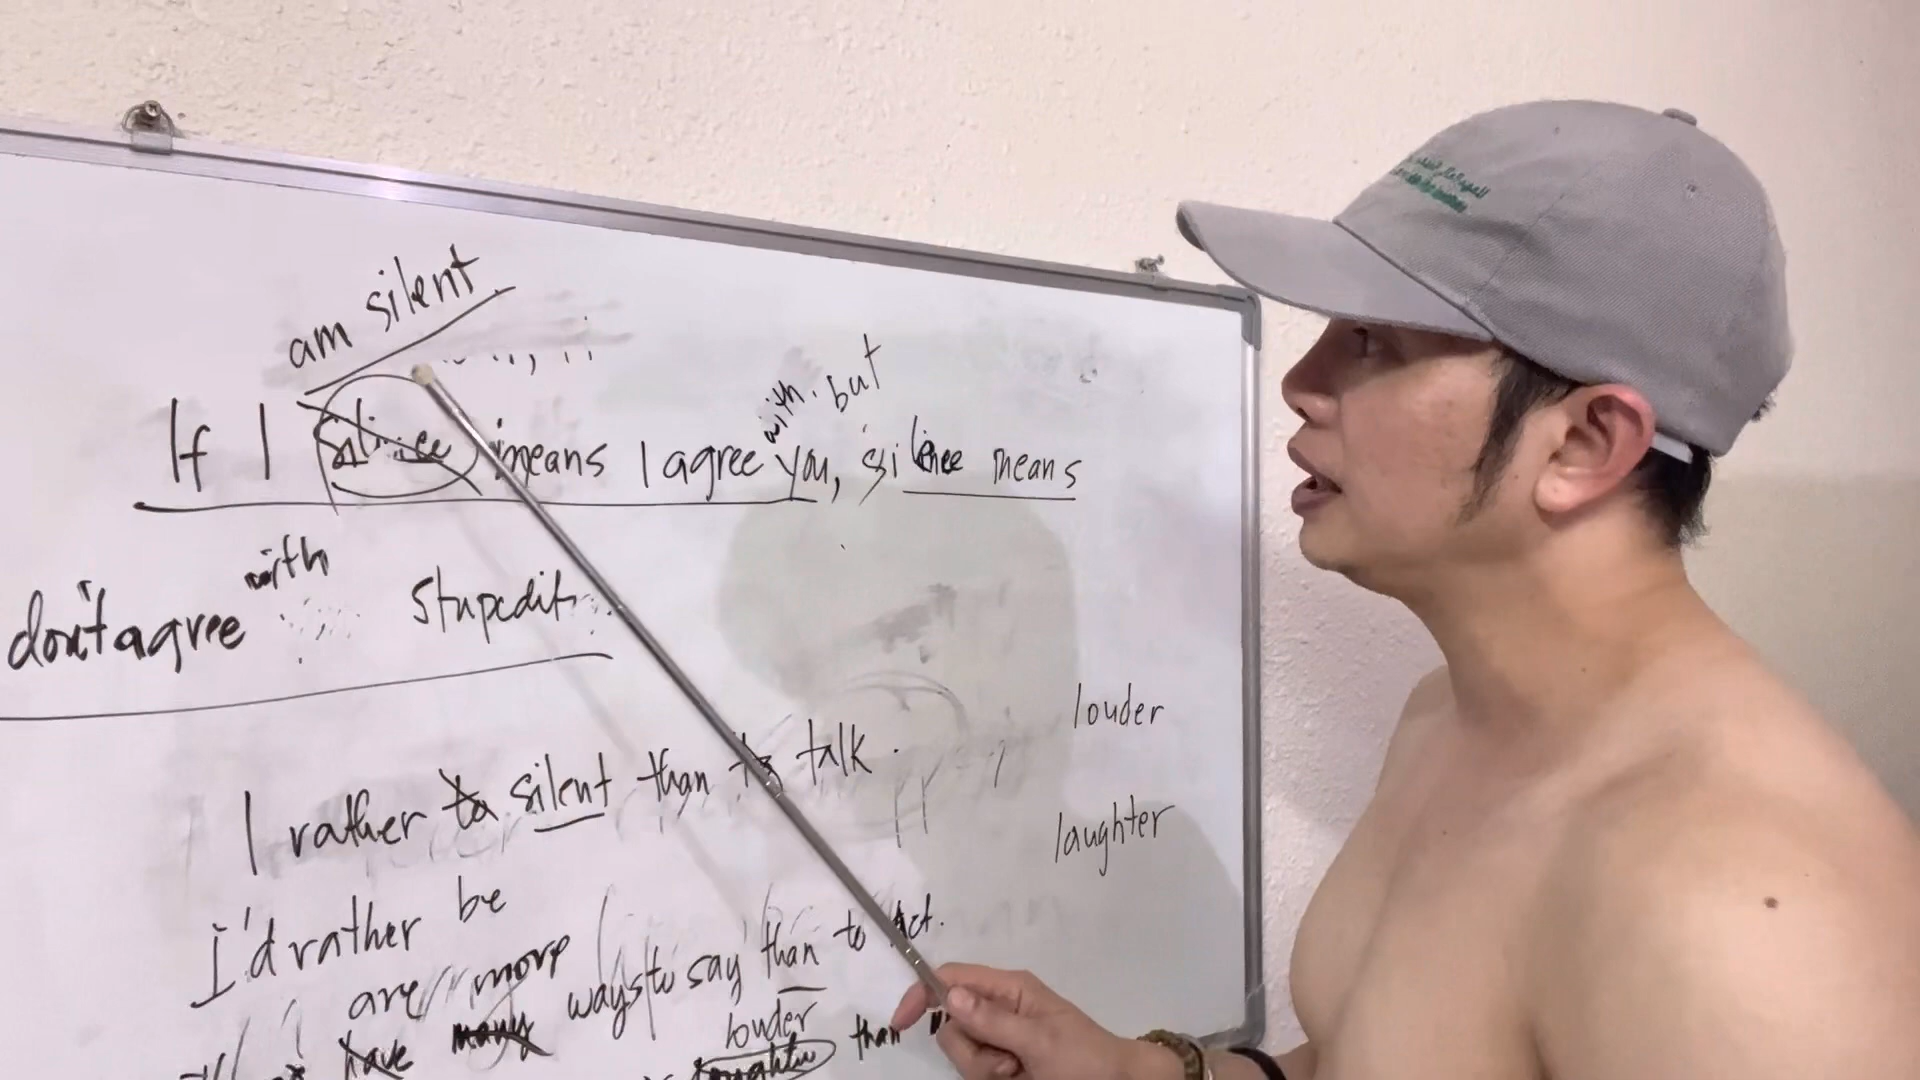 am silent
with. but
If I silince means I agree you, silence means
with
don't agree stupedit
louder
I rather to silent than to talk.
laughter
I'd rather be
are more ways to say than to Act.
have many louder
than